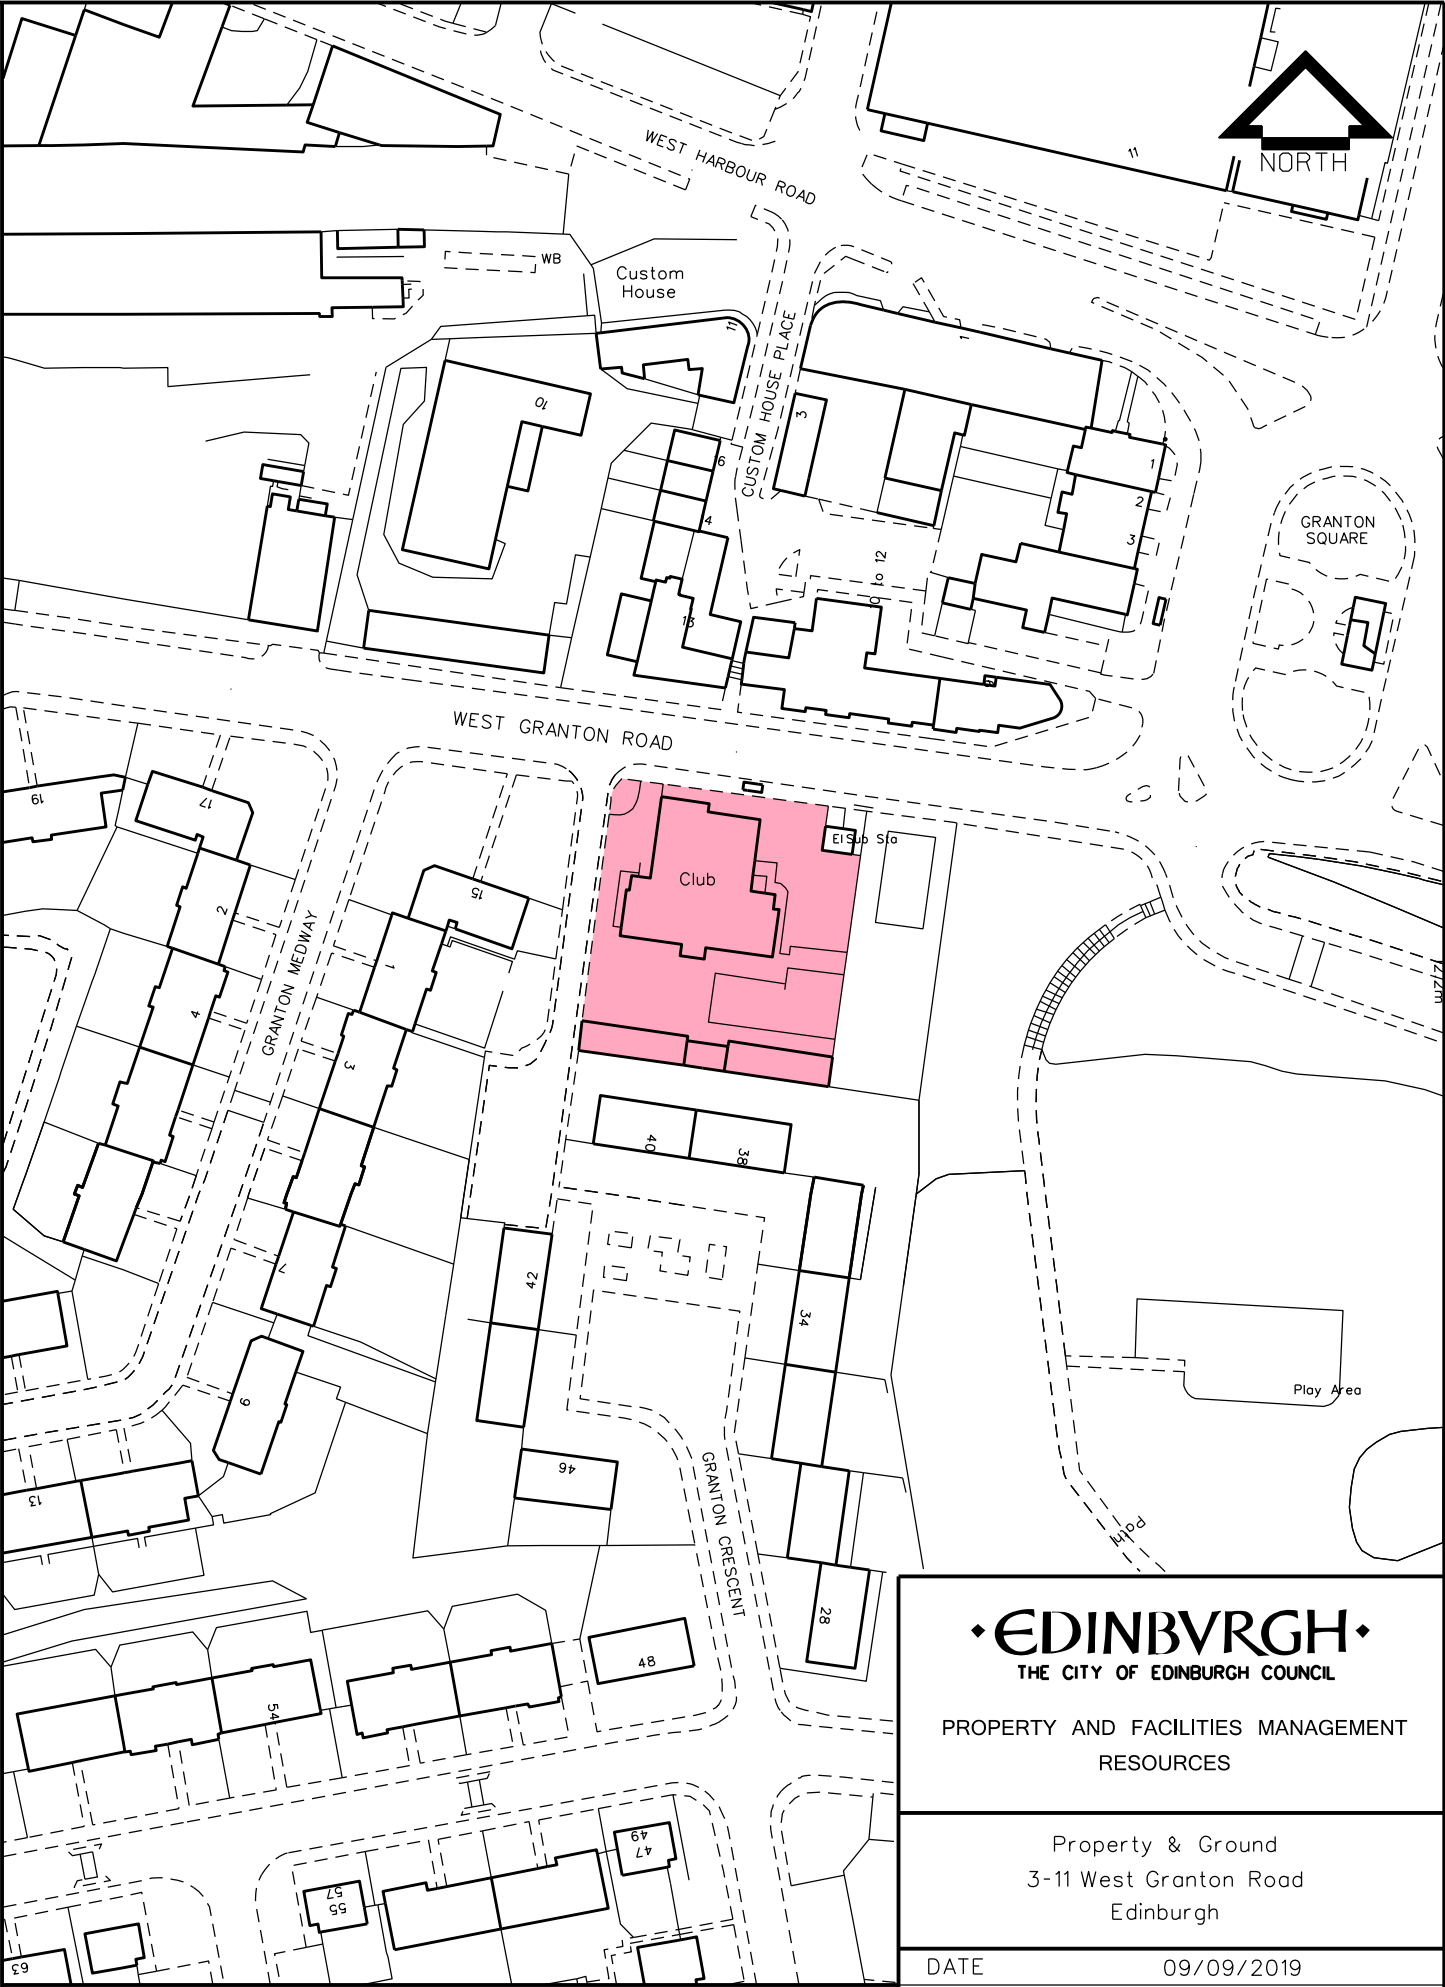 NORTH
WEST HARBOUR ROAD
11
WB
Custom
House
11
CUSTOM HOUSE PLACE
1
10
3
6
4
1
2
3
GRANTON
SQUARE
10 to 12
13
WEST GRANTON ROAD
19
17
El Sub Sta
Club
15
2
1
GRANTON MEDWAY
4
3
12.2m
40
38
7
42
34
9
Play Area
46
13
GRANTON CRESCENT
Path
28
48
54
49
47
57
55
63
EDINBVRGH
THE CITY OF EDINBURGH COUNCIL
PROPERTY AND FACILITIES MANAGEMENT
RESOURCES
Property & Ground
3-11 West Granton Road
Edinburgh
DATE 09/09/2019